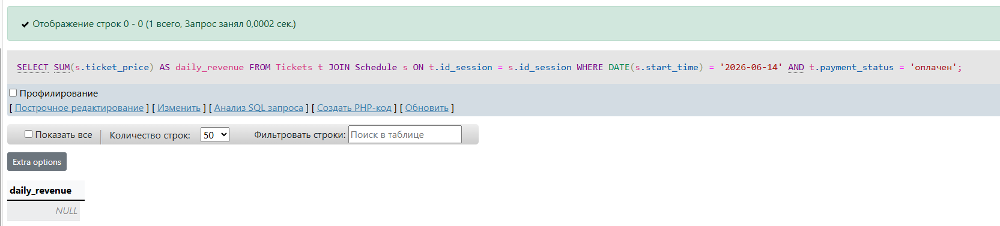 ✔ Отображение строк 0 - 0 (1 всего, Запрос занял 0,0002 сек.)
SELECT SUM(s.ticket_price) AS daily_revenue FROM Tickets t JOIN Schedule s ON t.id_session = s.id_session WHERE DATE(s.start_time) = '2026-06-14' AND t.payment_status = 'оплачен';
Профилирование
[ Построчное редактирование ] [ Изменить ] [ Анализ SQL запроса ] [ Создать PHP-код ] [ Обновить ]
Показать все Количество строк: 50 Фильтровать строки: Поиск в таблице
Extra options
daily_revenue
NULL